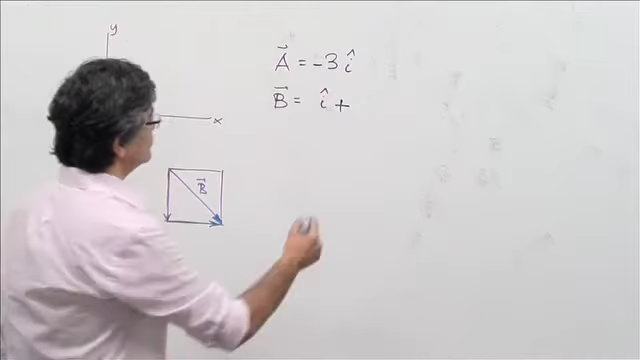 y
A⃗ = -3 î
B⃗ = î +
x
B⃗